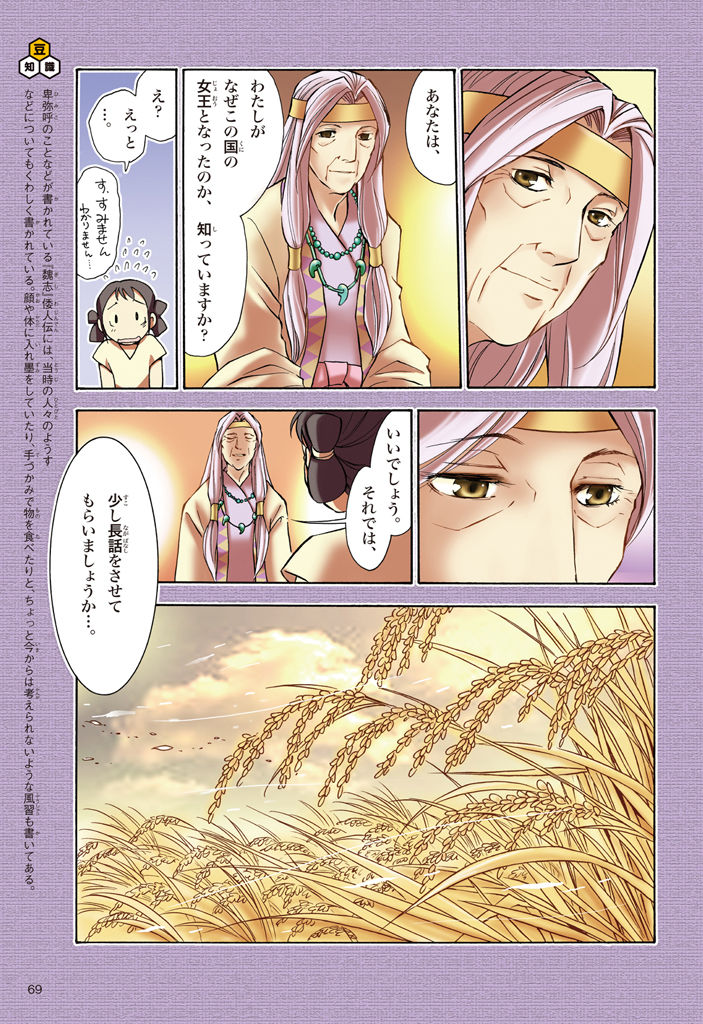 あなたは、
わたしが
なぜこの国の
女王となったのか、
知っていますか？
え？
えっと
…。
す、すみません
わかりません…
いいでしょう。
それでは、
少し長話をさせて
もらいましょうか…。
豆
知識
卑弥呼のことなどが書かれている『魏志』倭人伝には、当時の人々のようす
などについてもくわしく書かれている。顔や体に入れ墨をしていたり、手づかみで物を食べたりと、ちょっと今からは考えられないような風習も書いてある。
69